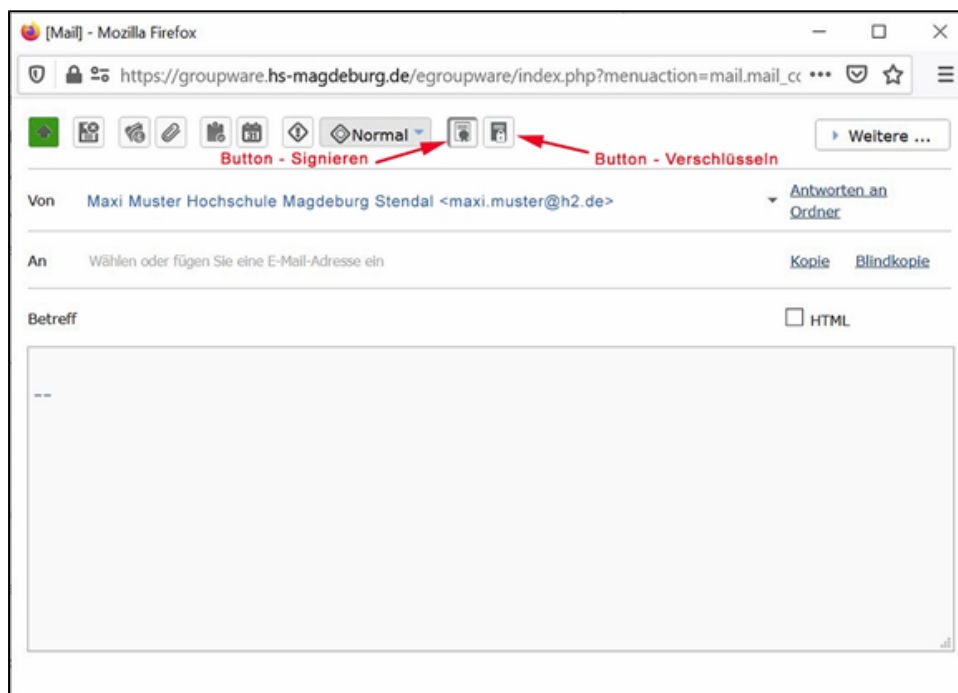 [Mail] - Mozilla Firefox
https://groupware.hs-magdeburg.de/egroupware/index.php?menuaction=mail.mail_cc
31 Normal Weitere ...
Button - Signieren Button - Verschlüsseln
Von Maxi Muster Hochschule Magdeburg Stendal <maxi.muster@h2.de> Antworten an
Ordner
An Wählen oder fügen Sie eine E-Mail-Adresse ein Kopie Blindkopie
Betreff HTML
--